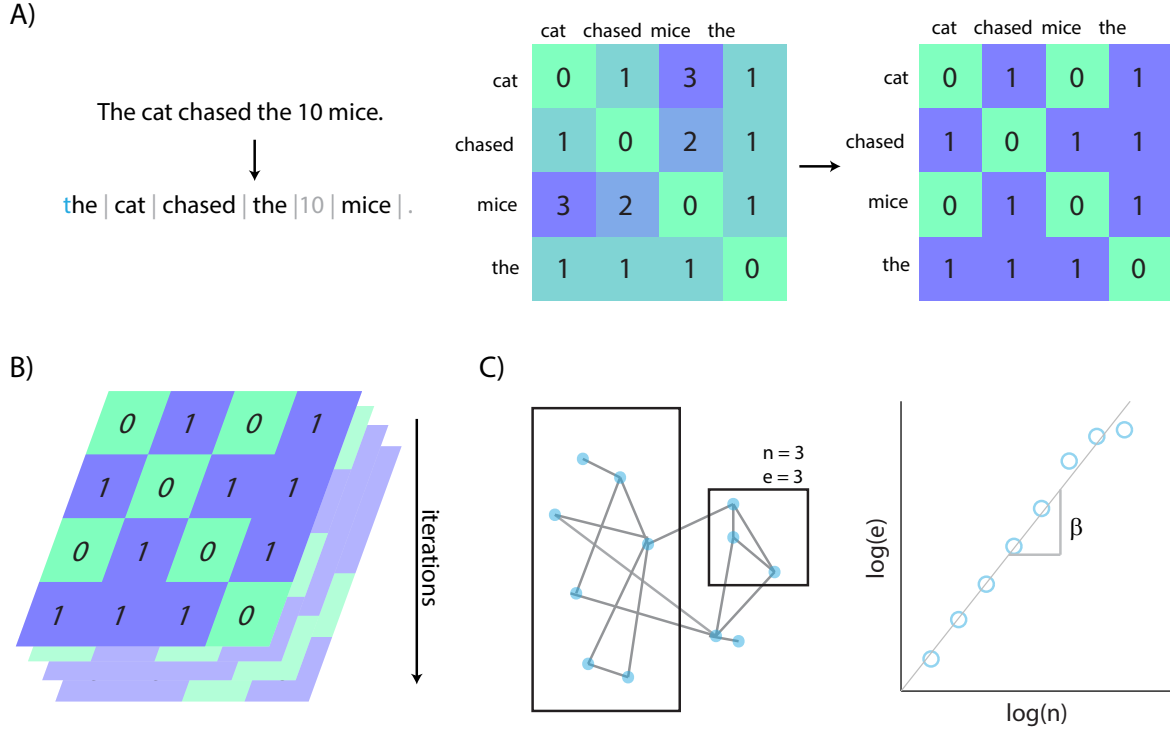 A)
The cat chased the 10 mice.
the | cat | chased | the |10 | mice | .
cat chased mice the
cat 0 1 3 1
chased 1 0 2 1
mice 3 2 0 1
the 1 1 1 0
cat chased mice the
cat 0 1 0 1
chased 1 0 1 1
mice 0 1 0 1
the 1 1 1 0
B)
0 1 0 1
1 0 1 1
0 1 0 1
1 1 1 0
iterations
C)
n = 3
e = 3
log(e)
β
log(n)